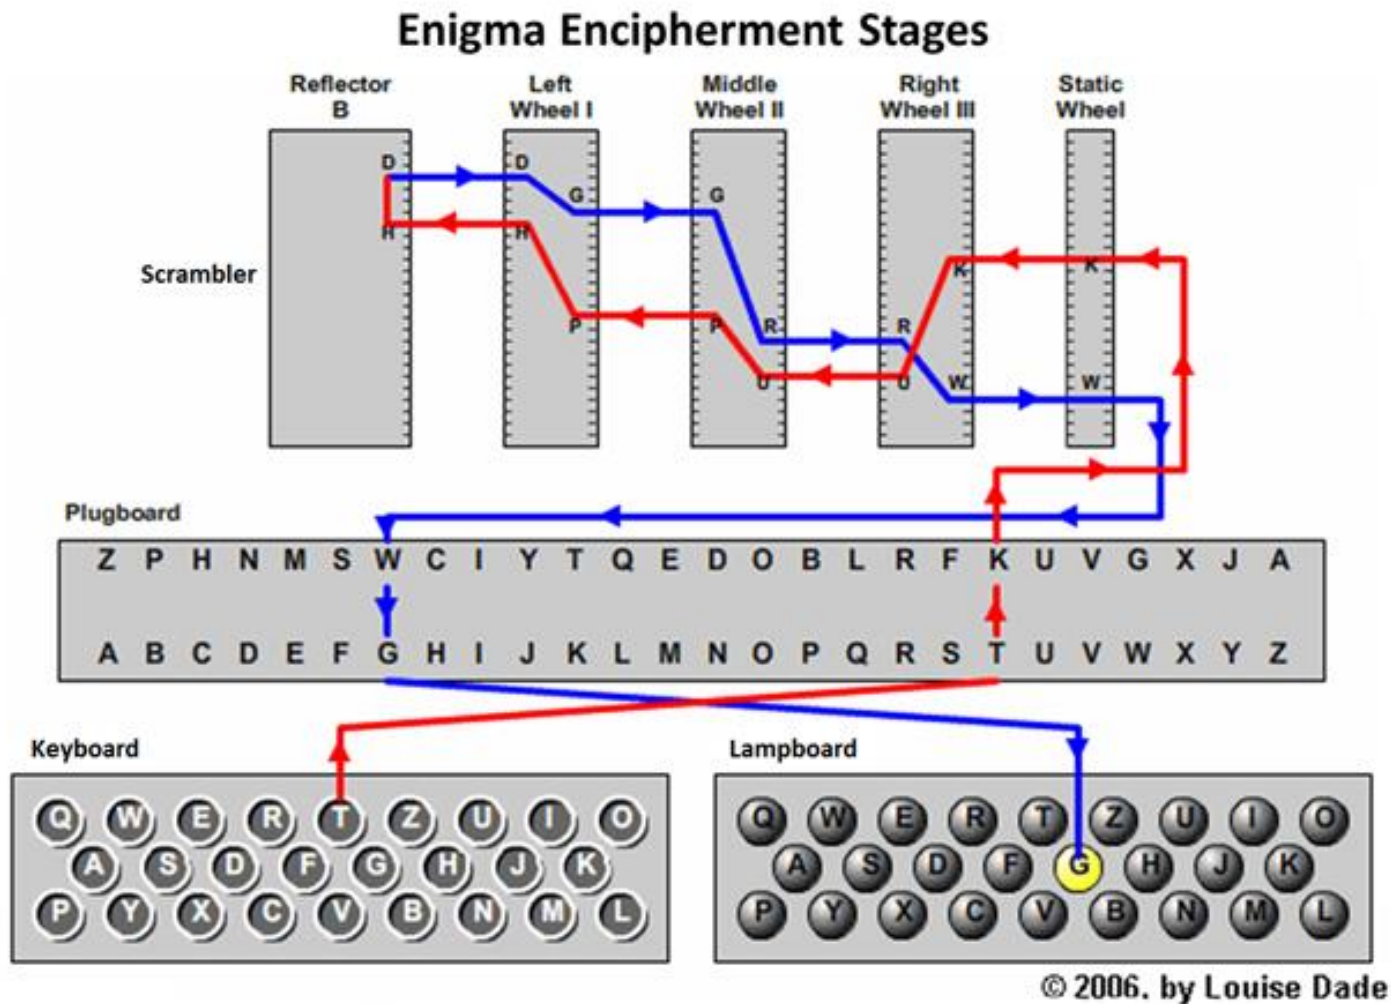 Enigma Encipherment Stages
Reflector B
Left Wheel I
Middle Wheel II
Right Wheel III
Static Wheel
D D
G G
H H
K K
P P R R
U U W W
Scrambler
Plugboard
Z P H N M S W C I Y T Q E D O B L R F K U V G X J A
A B C D E F G H I J K L M N O P Q R S T U V W X Y Z
Keyboard
Q W E R T Z U I O
A S D F G H J K
P Y X C V B N M L
Lampboard
Q W E R T Z U I O
A S D F G H J K
P Y X C V B N M L
© 2006. by Louise Dade